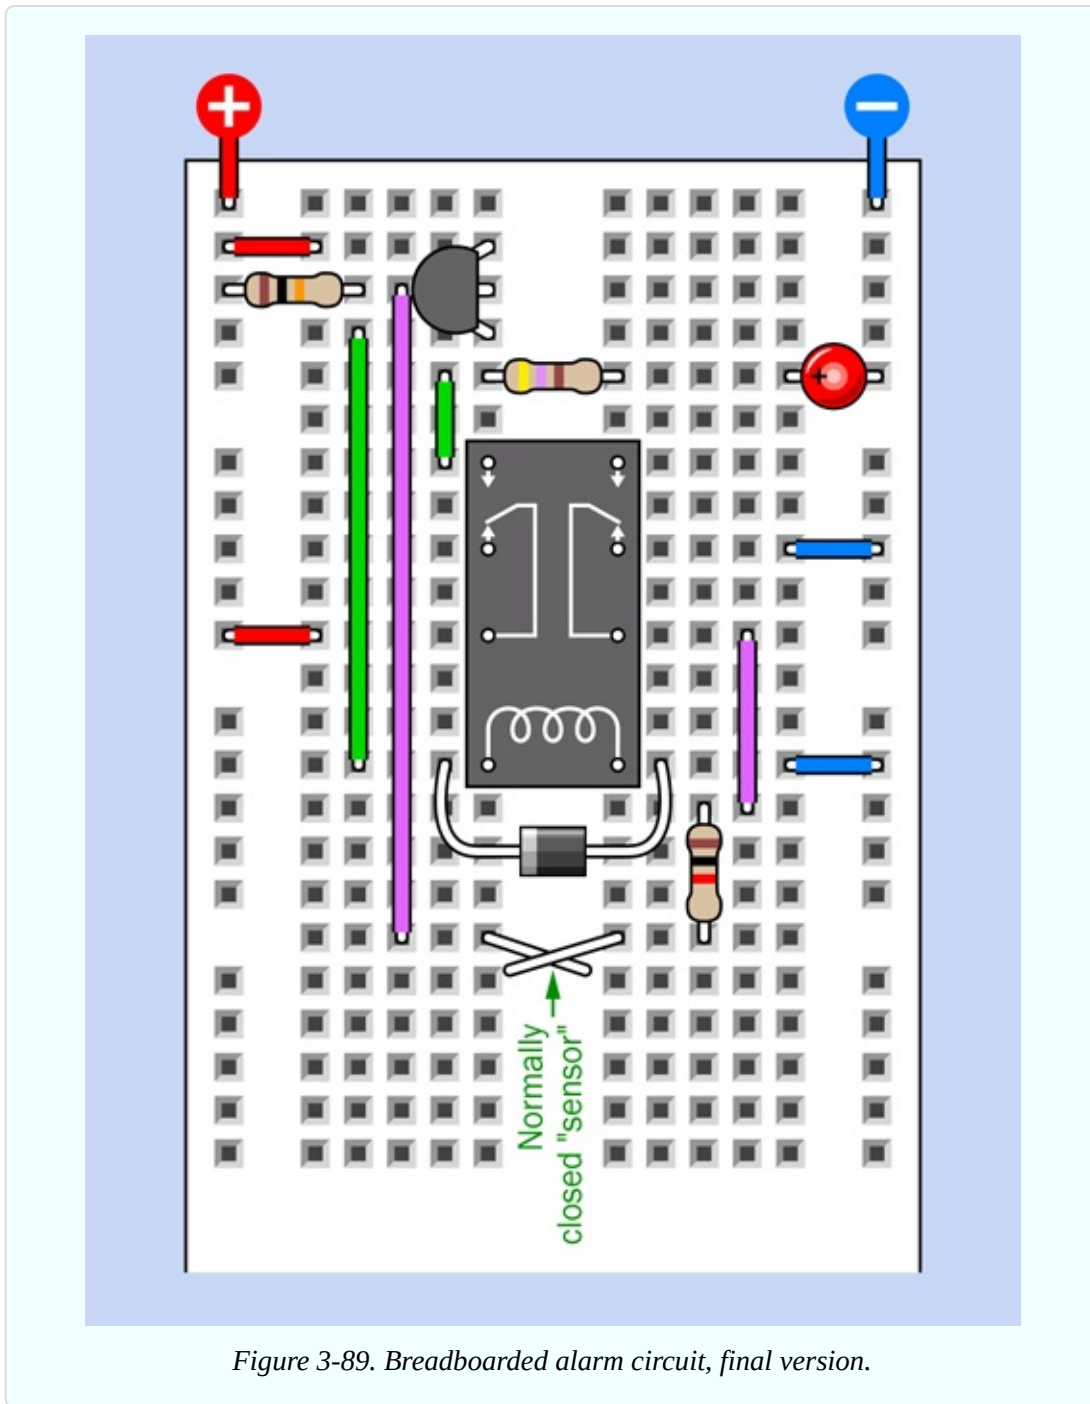 Normally
closed "sensor"
Figure 3-89. Breadboarded alarm circuit, final version.